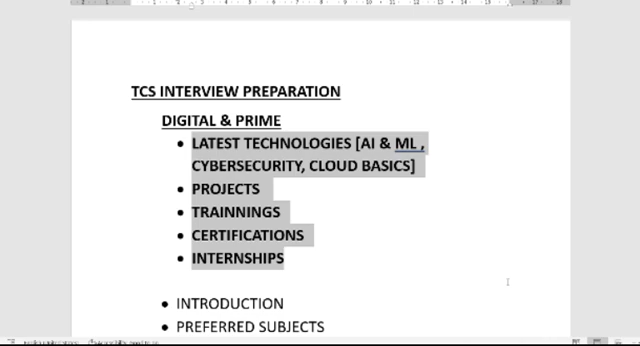 TCS INTERVIEW PREPARATION
DIGITAL & PRIME
• LATEST TECHNOLOGIES [AI & ML ,
CYBERSECURITY, CLOUD BASICS]
• PROJECTS
• TRAINNINGS
• CERTIFICATIONS
• INTERNSHIPS
• INTRODUCTION
• PREFERRED SUBJECTS